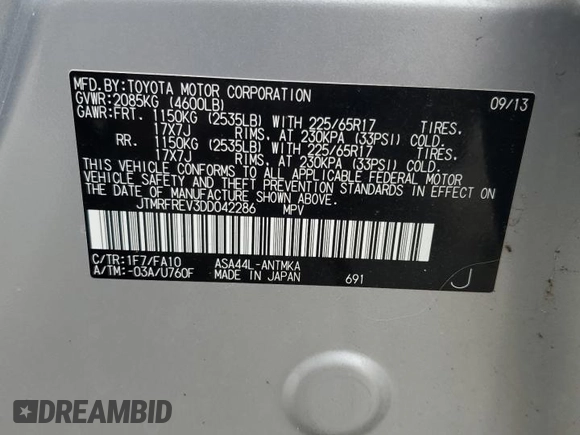 MFD.BY:TOYOTA MOTOR CORPORATION 09/13
GVWR:2085KG (4600LB)
GAWR:FRT. 1150KG (2535LB) WITH 225/65R17 TIRES.
17X7J RIMS, AT 230KPA (33PSI) COLD.
RR. 1150KG (2535LB) WITH 225/65R17 TIRES.
17X7J RIMS, AT 230KPA (33PSI) COLD.
THIS VEHICLE CONFORMS TO ALL APPLICABLE FEDERAL MOTOR
VEHICLE SAFETY AND THEFT PREVENTION STANDARDS IN EFFECT
ON THE DATE OF MANUFACTURE SHOWN ABOVE.
JTMRFREV3DD042286 MPV
C/TR:1F7/FA10 ASA44L-ANTMKA
A/TM:-03A/U760F MADE IN JAPAN 691 J
DREAMBID